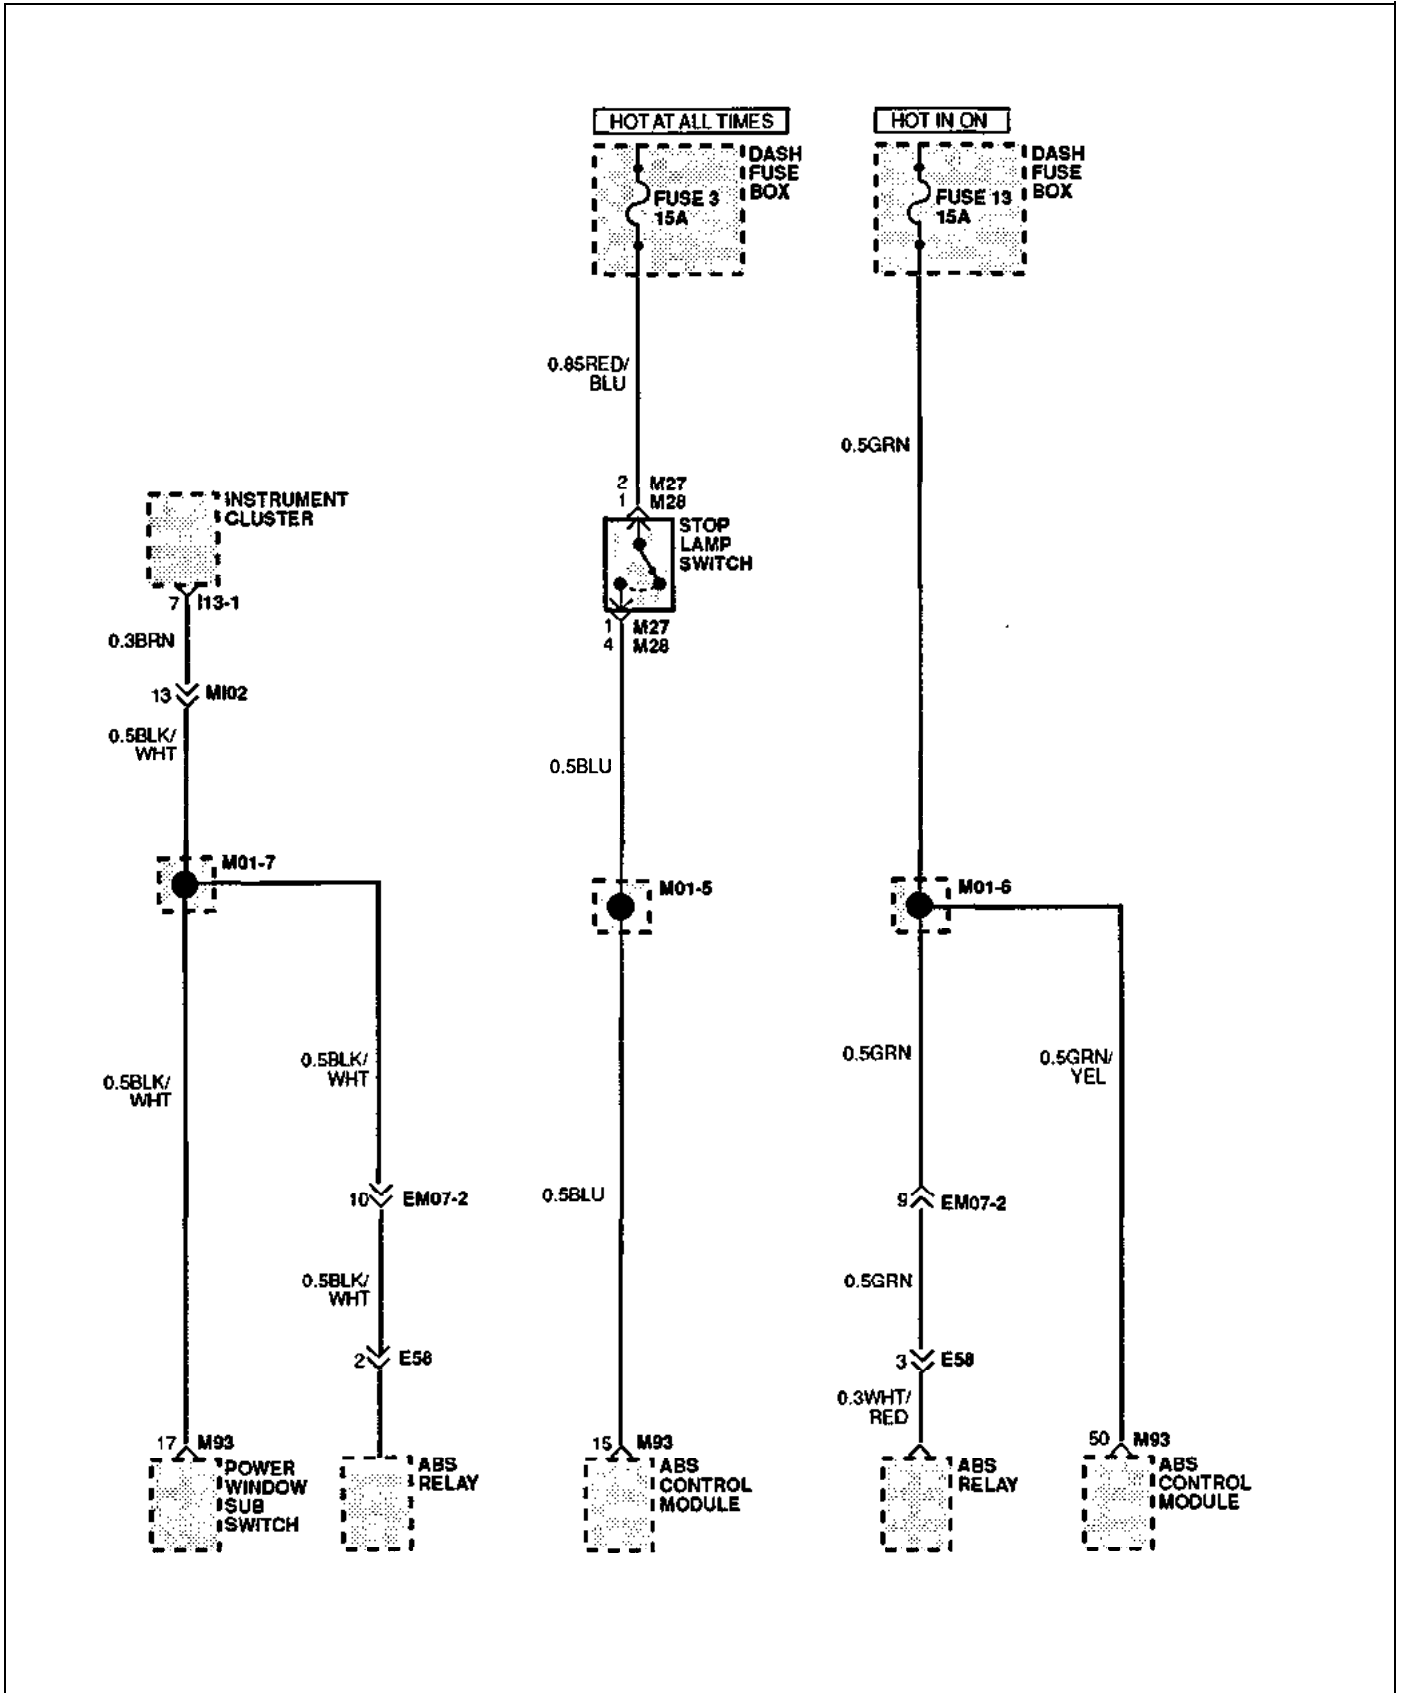 HOT AT ALL TIMES
HOT IN ON
DASH
FUSE
BOX
FUSE 3
15A
DASH
FUSE
BOX
FUSE 13
15A
0.85RED/
BLU
0.5GRN
2 M27
1 M28
STOP
LAMP
SWITCH
INSTRUMENT
CLUSTER
7 I13-1
1 M27
4 M28
0.3BRN
13 MI02
0.5BLK/
WHT
0.5BLU
M01-7
M01-5
M01-6
0.5BLK/
WHT
0.5BLK/
WHT
0.5GRN
0.5GRN/
YEL
10 EM07-2
0.5BLU
9 EM07-2
0.5BLK/
WHT
0.5GRN
2 E58
3 E58
0.3WHT/
RED
17 M93
POWER
WINDOW
SUB
SWITCH
ABS
RELAY
15 M93
ABS
CONTROL
MODULE
ABS
RELAY
50 M93
ABS
CONTROL
MODULE